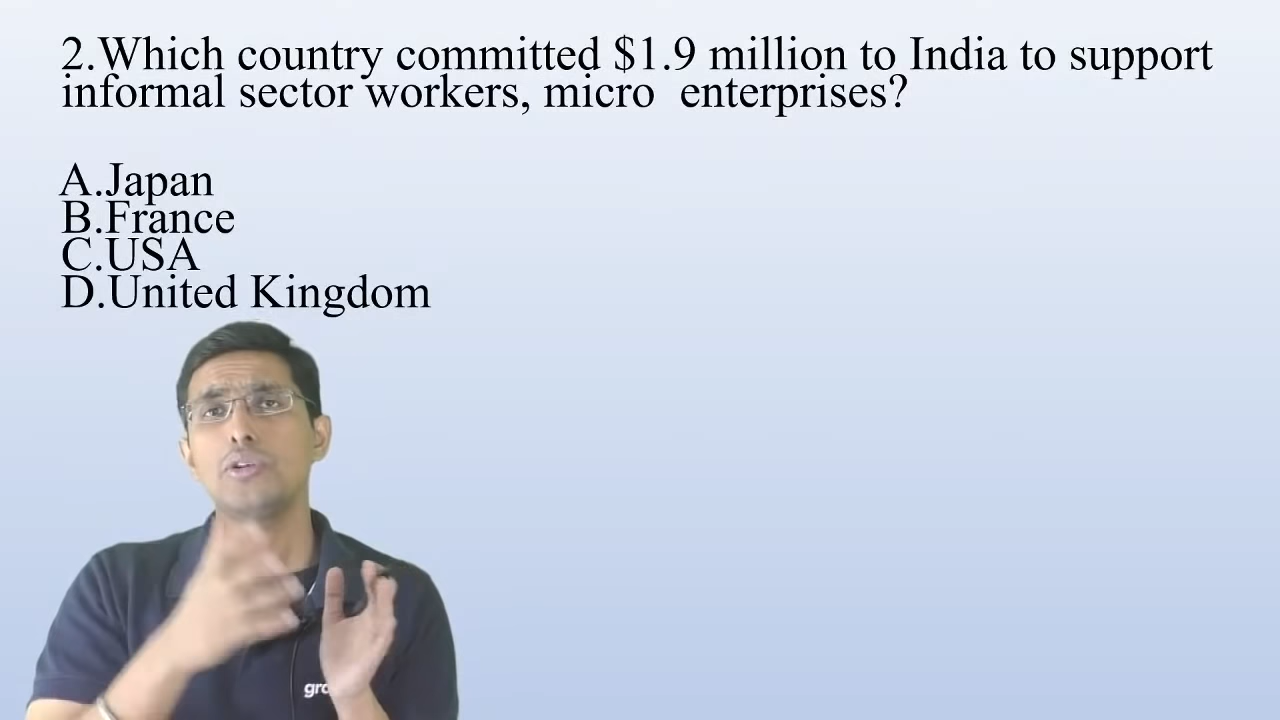 2.Which country committed $1.9 million to India to support
informal sector workers, micro  enterprises?
A.Japan
B.France
C.USA
D.United Kingdom